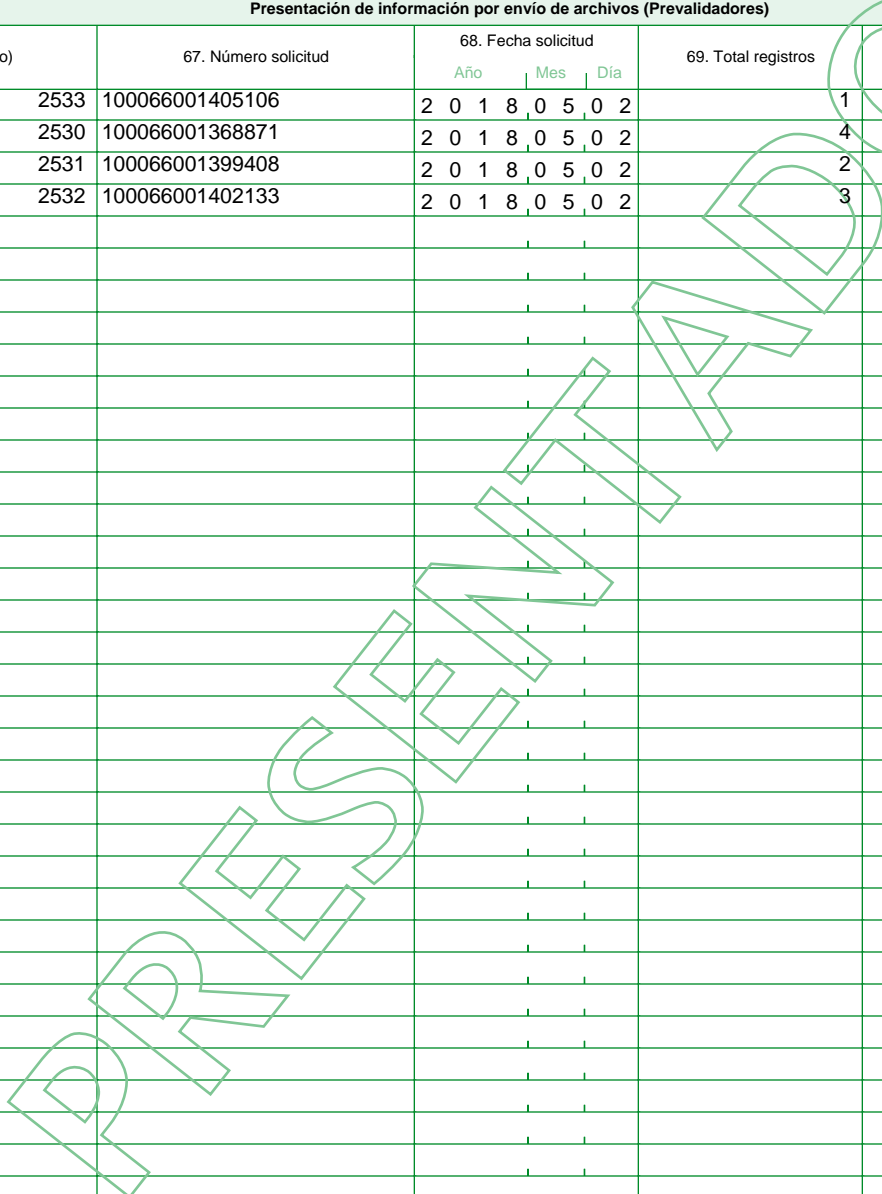 Presentación de información por envío de archivos (Prevalidadores)
o) 67. Número solicitud 68. Fecha solicitud 69. Total registros
Año Mes Día
2533 100066001405106 2 0 1 8 0 5 0 2 1
2530 100066001368871 2 0 1 8 0 5 0 2 4
2531 100066001399408 2 0 1 8 0 5 0 2 2
2532 100066001402133 2 0 1 8 0 5 0 2 3
PRESENTADO